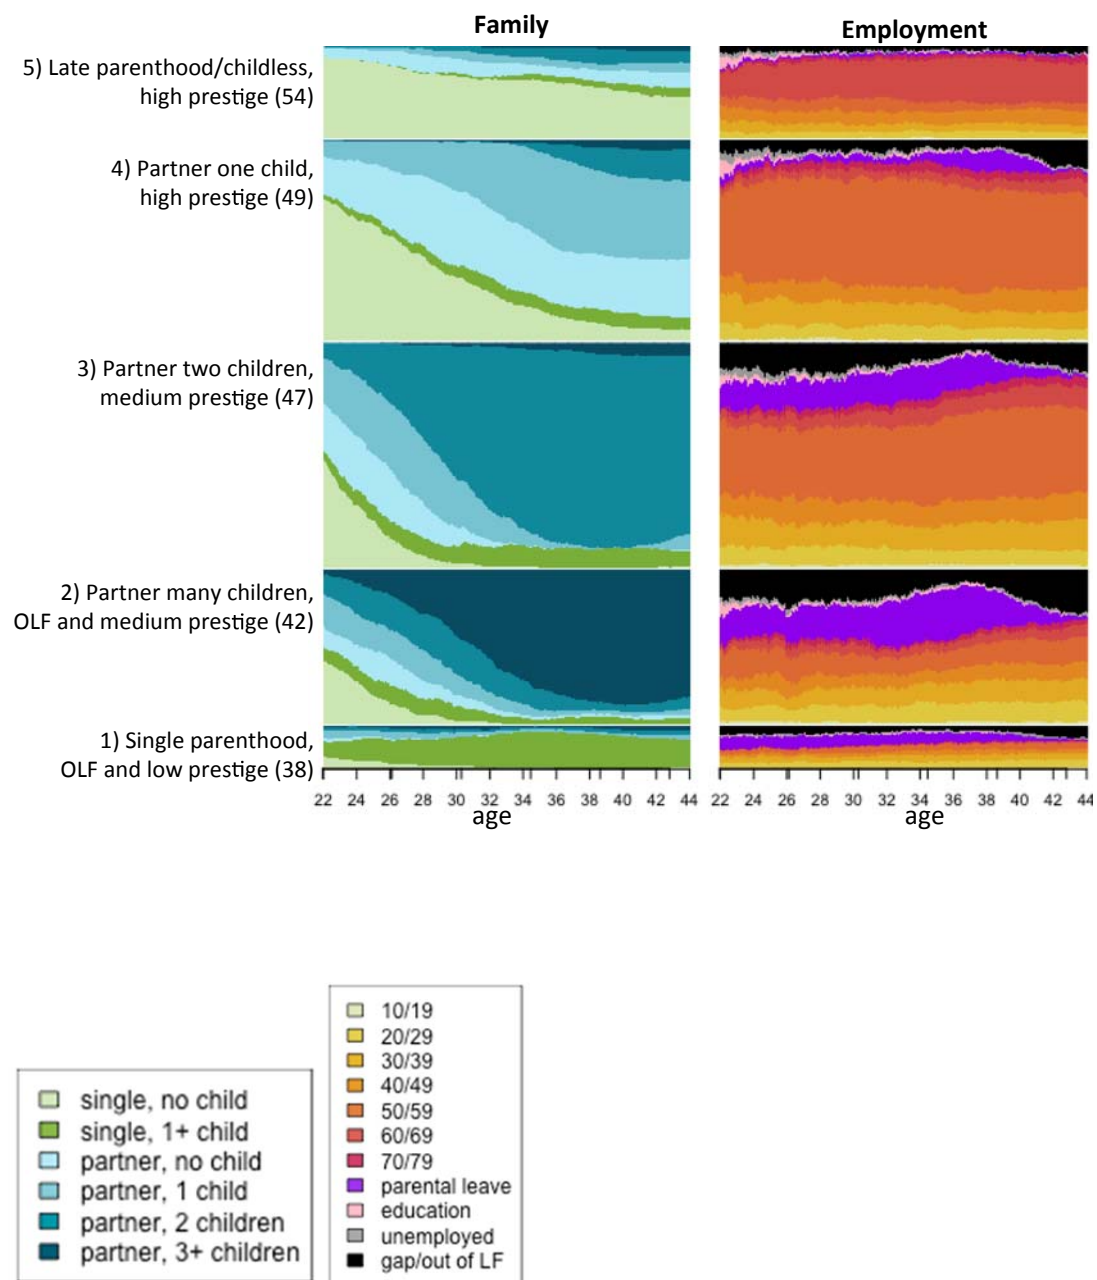 Family
Employment
5) Late parenthood/childless,
high prestige (54)
4) Partner one child,
high prestige (49)
3) Partner two children,
medium prestige (47)
2) Partner many children,
OLF and medium prestige (42)
1) Single parenthood,
OLF and low prestige (38)
22 24 26 28 30 32 34 36 38 40 42 44
22 24 26 28 30 32 34 36 38 40 42 44
age
age
single, no child
single, 1+ child
partner, no child
partner, 1 child
partner, 2 children
partner, 3+ children
10/19
20/29
30/39
40/49
50/59
60/69
70/79
parental leave
education
unemployed
gap/out of LF